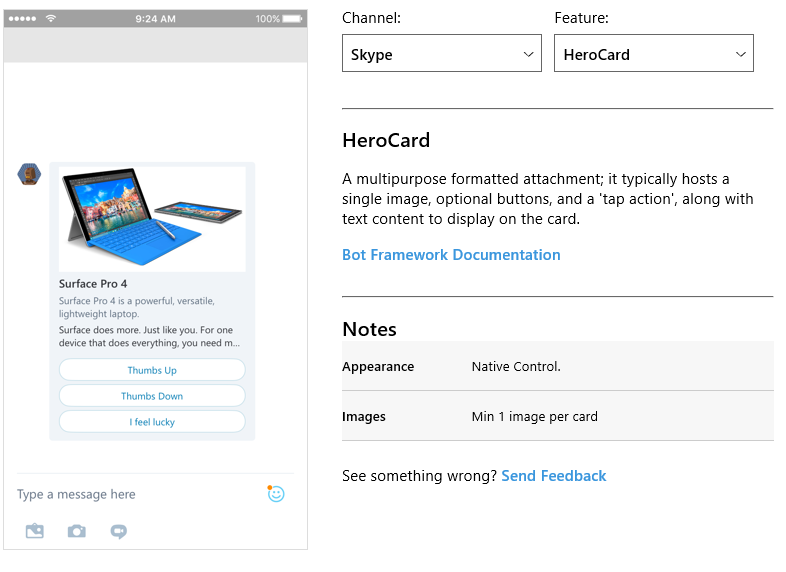 9:24 AM
100%
Surface Pro 4
Surface Pro 4 is a powerful, versatile,
lightweight laptop.
Surface does more. Just like you. For one
device that does everything, you need m...
Thumbs Up
Thumbs Down
I feel lucky
Type a message here
Channel:
Feature:
Skype
HeroCard
HeroCard
A multipurpose formatted attachment; it typically hosts a
single image, optional buttons, and a 'tap action', along with
text content to display on the card.
Bot Framework Documentation
Notes
Appearance
Native Control.
Images
Min 1 image per card
See something wrong? Send Feedback